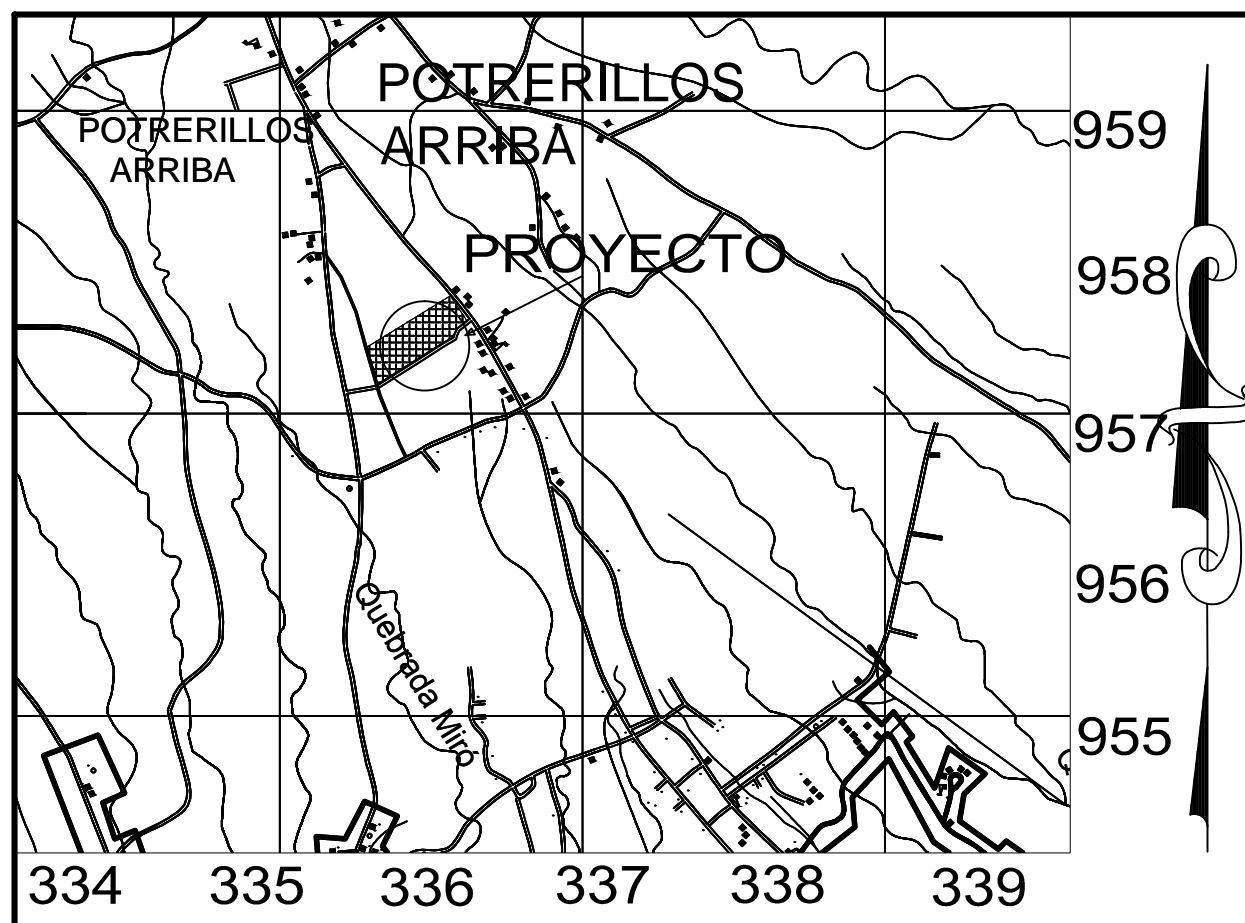 POTRERILLOS
ARRIBA
POTRERILLOS
ARRIBA
PROYECTO
Quebrada Miró
959
958
957
956
955
334 335 336 337 338 339